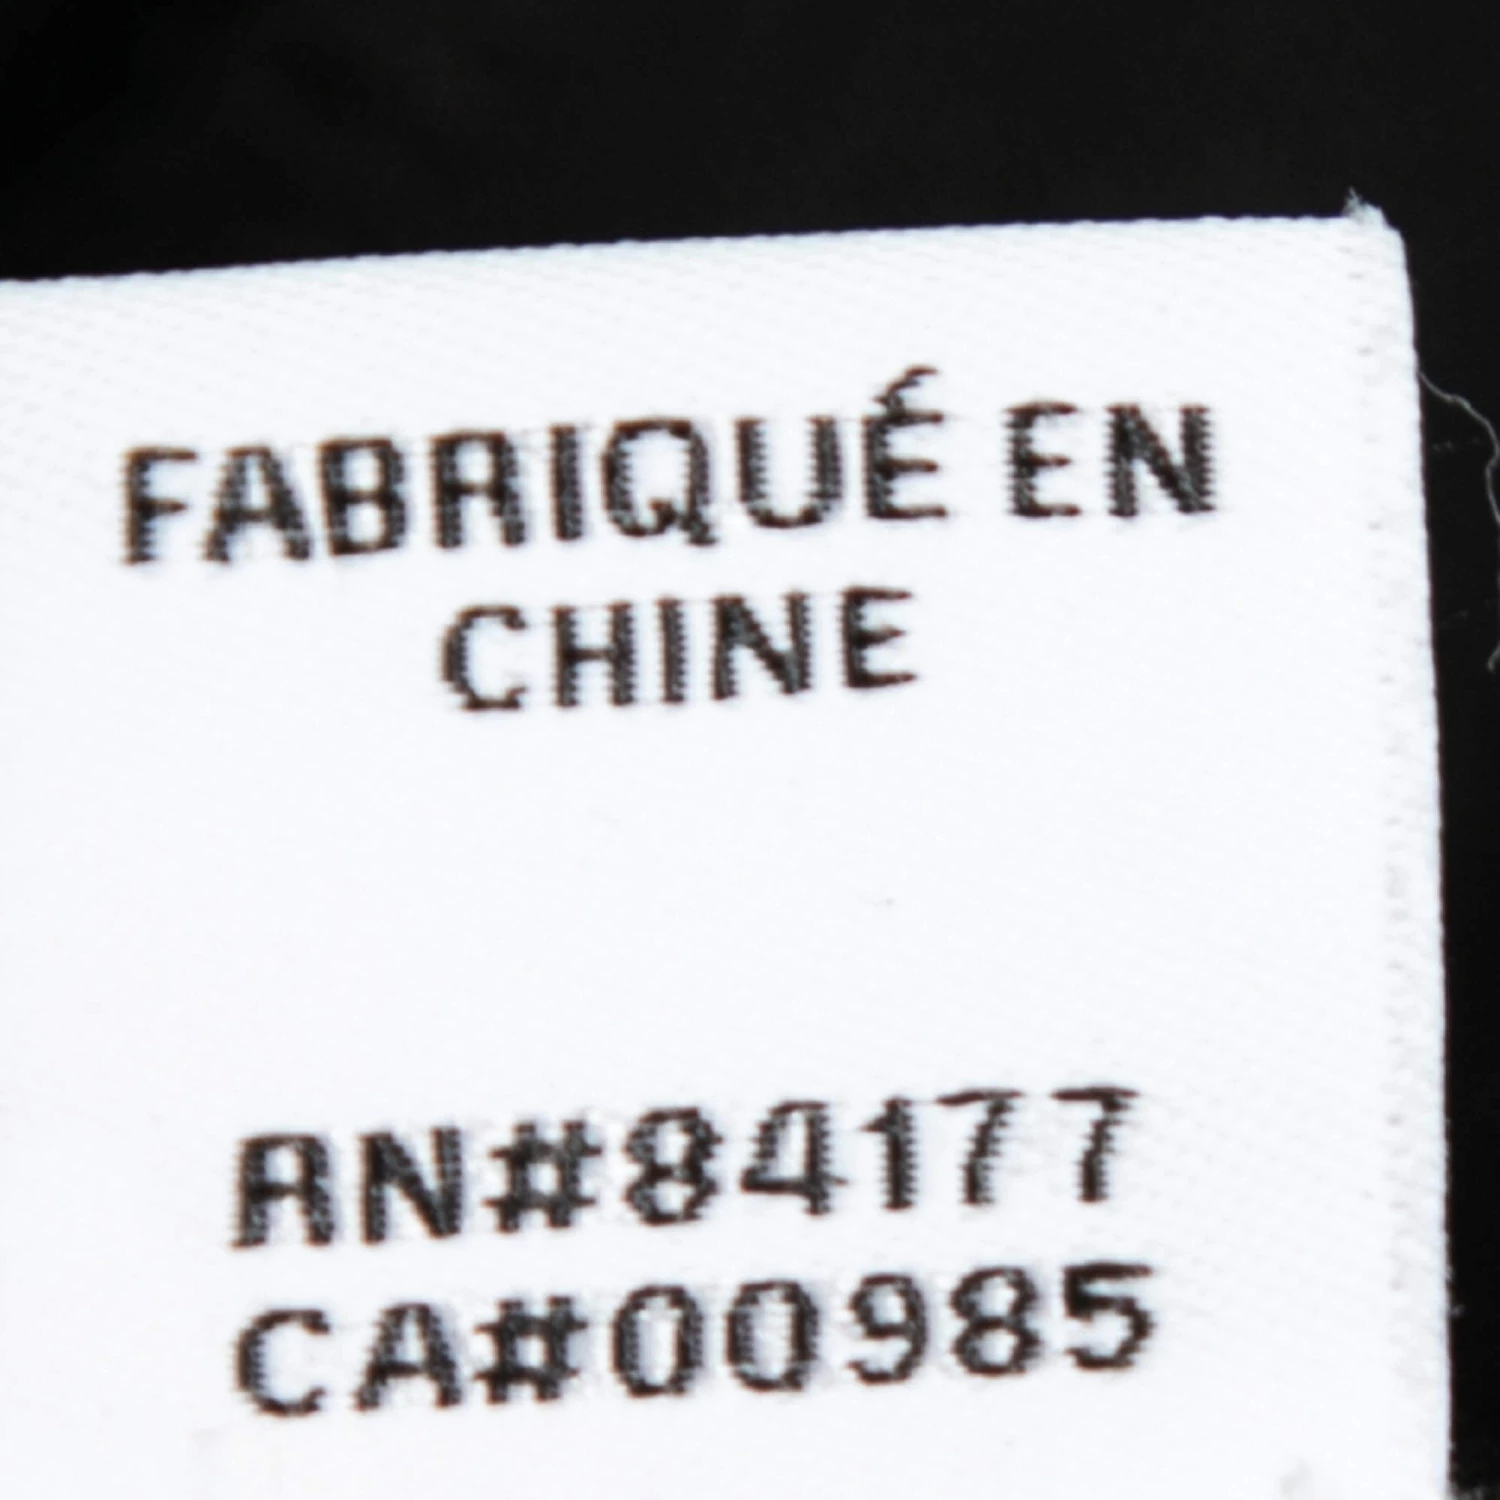 FABRIQUÉ EN
CHINE
RN#84177
CA#00985